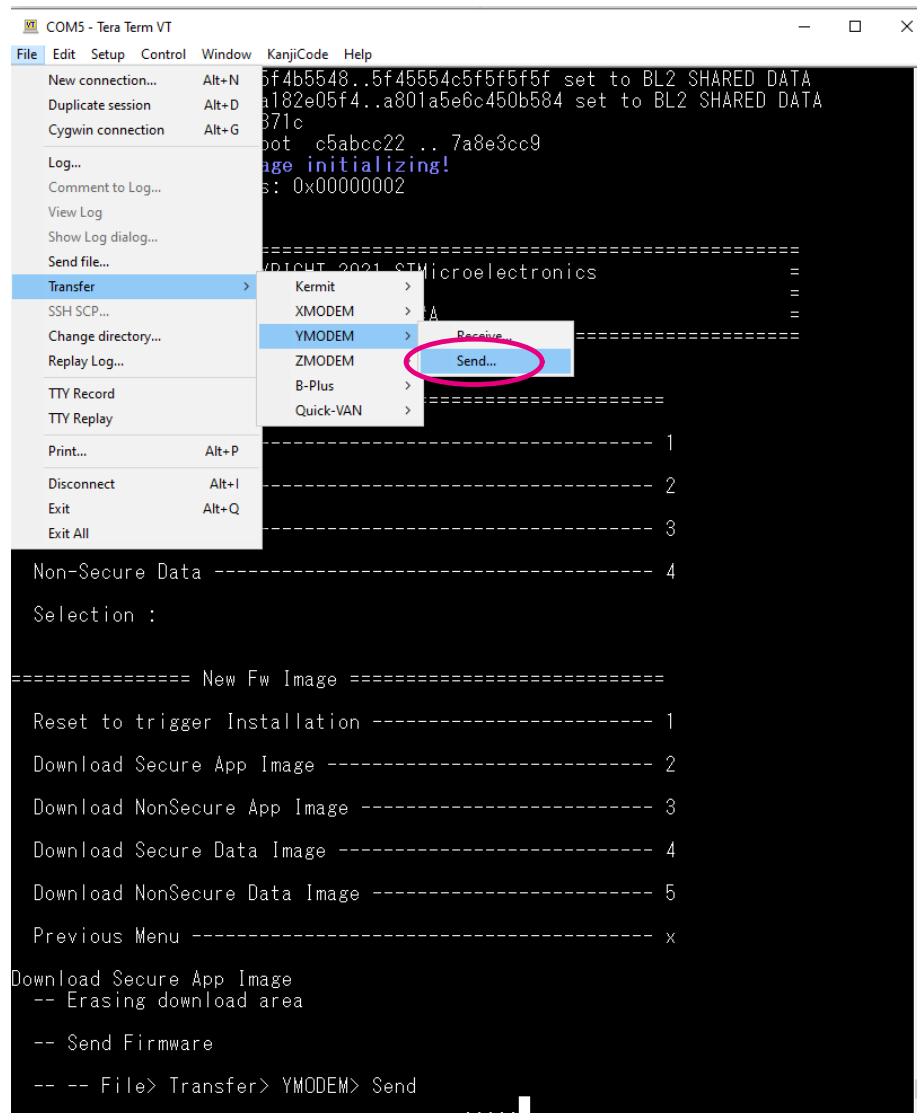 COM5 - Tera Term VT
File Edit Setup Control Window KanjiCode Help
New connection... Alt+N
Duplicate session Alt+D
Cygwin connection Alt+G
Log...
Comment to Log...
View Log
Show Log dialog...
Send file...
Transfer >
SSH SCP...
Change directory...
Replay Log...
TTY Record
TTY Replay
Print... Alt+P
Disconnect Alt+I
Exit Alt+Q
Exit All
Kermit >
XMODEM >
YMODEM >
ZMODEM
B-Plus >
Quick-VAN >
Receive...
Send...
5f4b5548..5f45554c5f5f5f5f set to BL2 SHARED DATA
a182e05f4..a801a5e6c450b584 set to BL2 SHARED DATA
371c
oot c5abcc22 .. 7a8e3cc9
age initializing!
s: 0x00000002
==================================================
YRIGHT 2021 STMicroelectronics =
=
A =
==============================
=====================
----------------------------------- 1
----------------------------------- 2
----------------------------------- 3
Non-Secure Data --------------------------------------- 4
Selection :
================ New Fw Image ============================
Reset to trigger Installation ------------------------- 1
Download Secure App Image ----------------------------- 2
Download NonSecure App Image -------------------------- 3
Download Secure Data Image ---------------------------- 4
Download NonSecure Data Image ------------------------- 5
Previous Menu ----------------------------------------- x
Download Secure App Image
-- Erasing download area
-- Send Firmware
-- -- File> Transfer> YMODEM> Send
.....